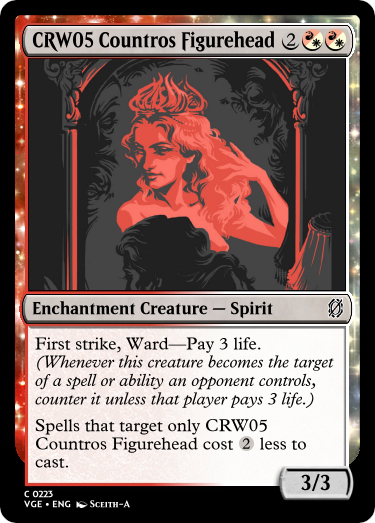 CRW05 Countros Figurehead 2
Enchantment Creature — Spirit
First strike, Ward—Pay 3 life.
(Whenever this creature becomes the target
of a spell or ability an opponent controls,
counter it unless that player pays 3 life.)
Spells that target only CRW05
Countros Figurehead cost 2 less to
cast.
3/3
C 0223
VGE • ENG Sceith-A